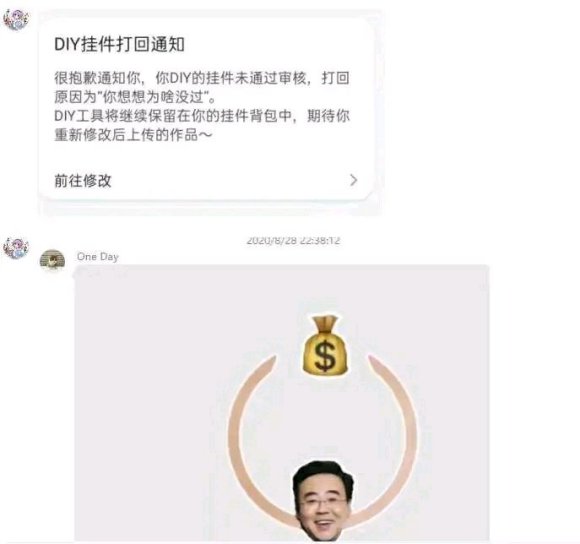 DIY挂件打回通知
很抱歉通知你，你DIY的挂件未通过审核，打回
原因为"你想想为啥没过"。
DIY工具将继续保留在你的挂件背包中，期待你
重新修改后上传的作品～
前往修改
2020/8/28 22:38:12
One Day
$